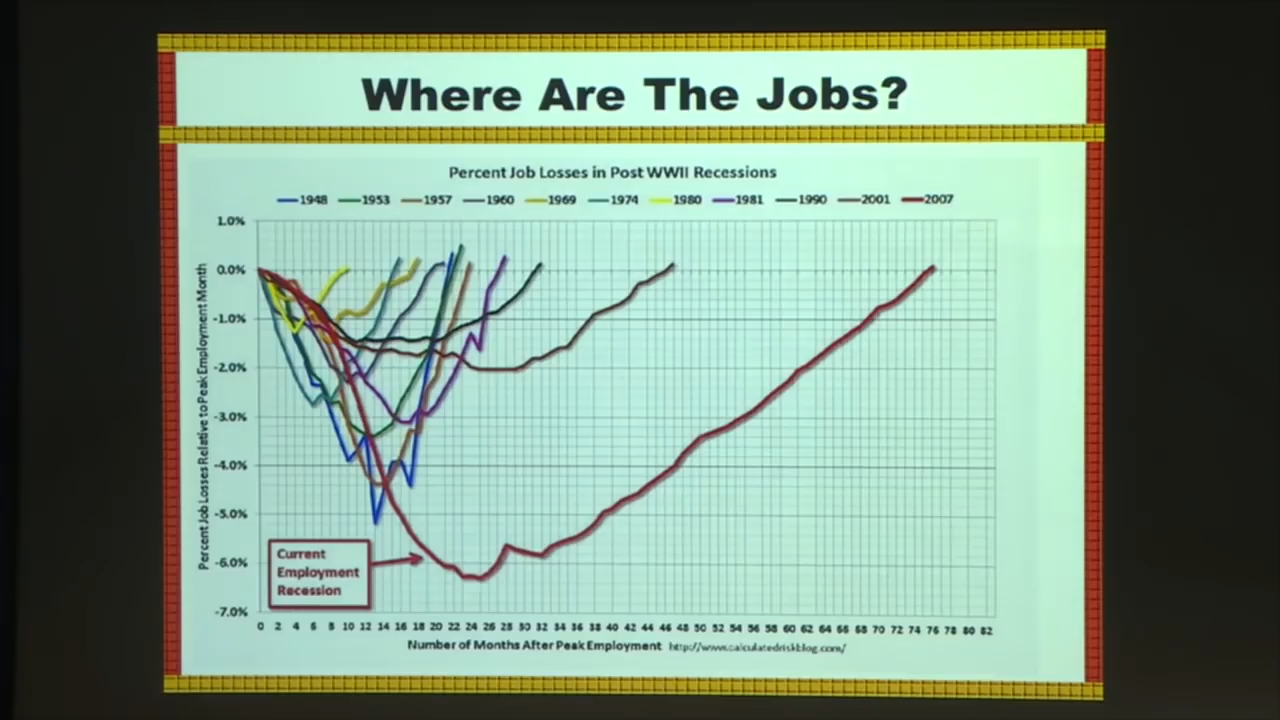 Where Are The Jobs?
Percent Job Losses in Post WWII Recessions
1948 1953 1957 1960 1969 1974 1980 1981 1990 2001 2007
1.0%
0.0%
-1.0%
-2.0%
-3.0%
-4.0%
-5.0%
-6.0%
-7.0%
Percent Job Losses Relative to Peak Employment Month
Current
Employment
Recession
0 2 4 6 8 10 12 14 16 18 20 22 24 26 28 30 32 34 36 38 40 42 44 46 48 50 52 54 56 58 60 62 64 66 68 70 72 74 76 78 80 82
Number of Months After Peak Employment http://www.calculatedriskblog.com/